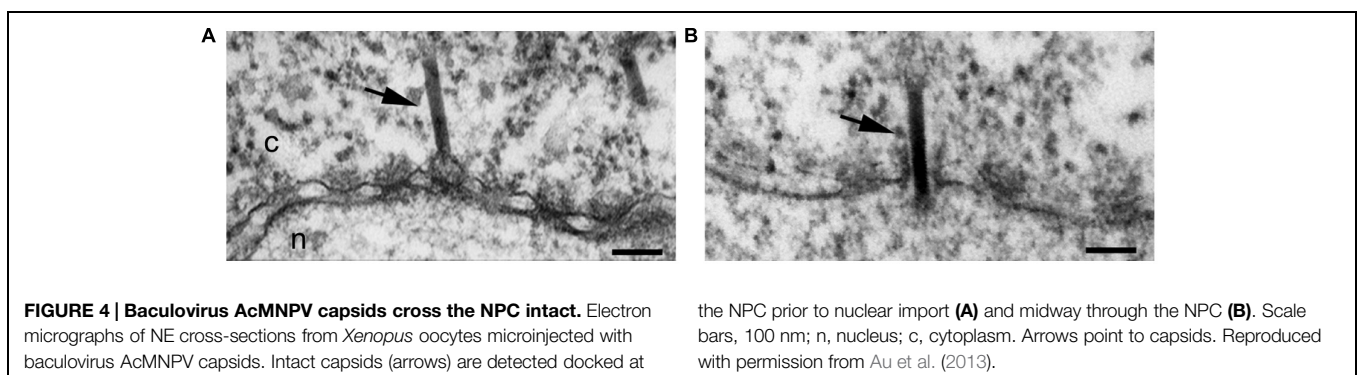 A
B
c
n
FIGURE 4 | Baculovirus AcMNPV capsids cross the NPC intact. Electron
micrographs of NE cross-sections from Xenopus oocytes microinjected with
baculovirus AcMNPV capsids. Intact capsids (arrows) are detected docked at
the NPC prior to nuclear import (A) and midway through the NPC (B). Scale
bars, 100 nm; n, nucleus; c, cytoplasm. Arrows point to capsids. Reproduced
with permission from Au et al. (2013).